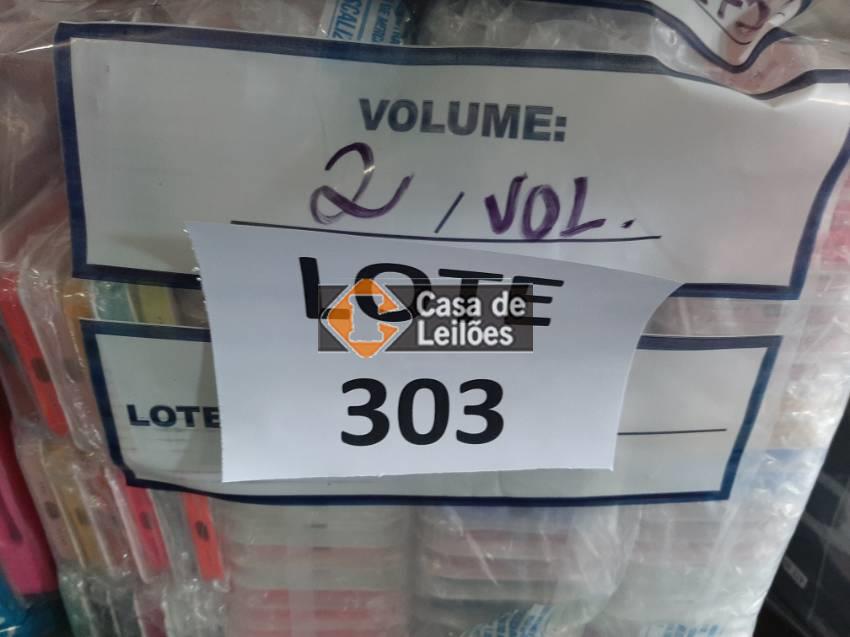 VOLUME:
2 / VOL.
LOTE
Casa de
Leilões
LOTE
303